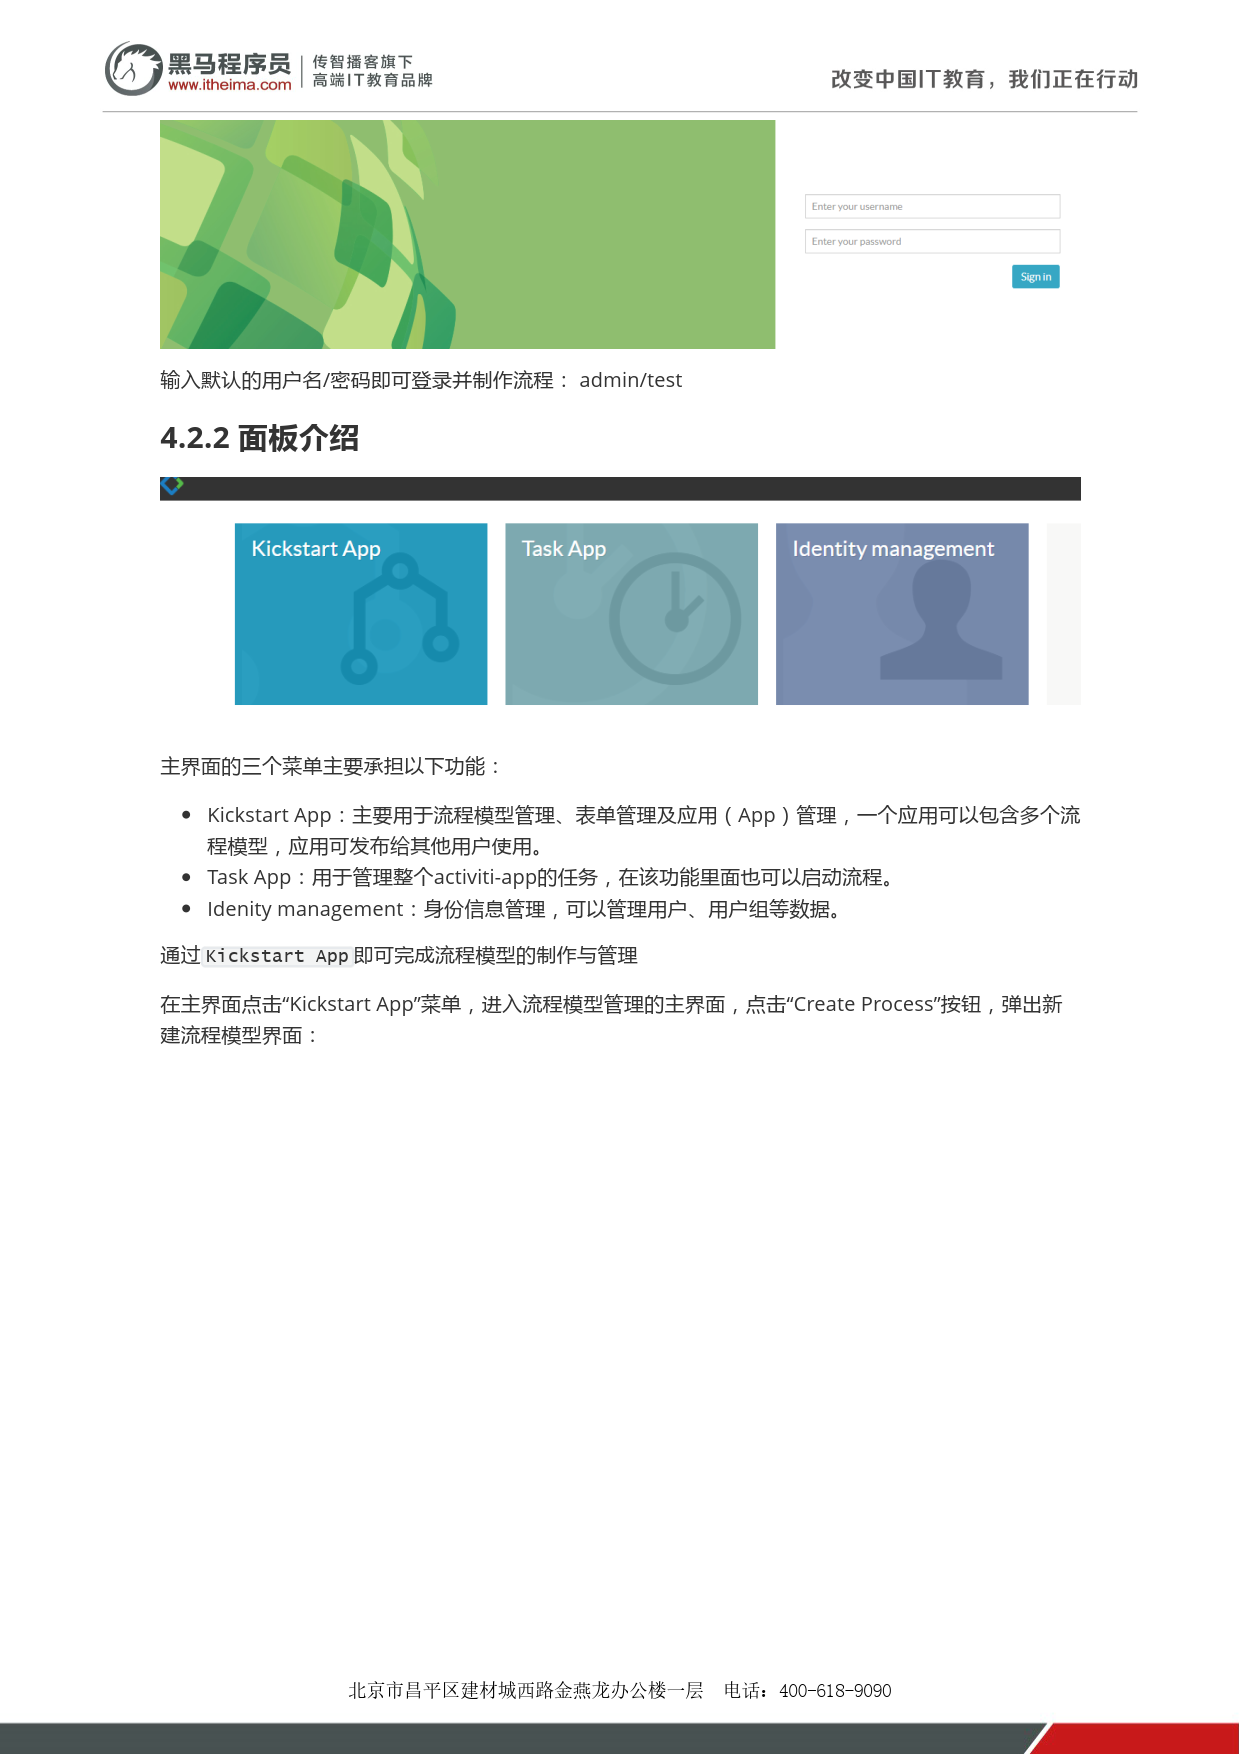 黑马程序员
www.itheima.com
传智播客旗下
高端IT教育品牌
改变中国IT教育，我们正在行动
Enter your username
Enter your password
Sign in
输入默认的用户名/密码即可登录并制作流程： admin/test
4.2.2 面板介绍
Kickstart App
Task App
Identity management
主界面的三个菜单主要承担以下功能：
Kickstart App：主要用于流程模型管理、表单管理及应用（App）管理，一个应用可以包含多个流
程模型，应用可发布给其他用户使用。
Task App：用于管理整个activiti-app的任务，在该功能里面也可以启动流程。
Idenity management：身份信息管理，可以管理用户、用户组等数据。
通过Kickstart App即可完成流程模型的制作与管理
在主界面点击“Kickstart App”菜单，进入流程模型管理的主界面，点击“Create Process”按钮，弹出新
建流程模型界面：
北京市昌平区建材城西路金燕龙办公楼一层 电话：400-618-9090